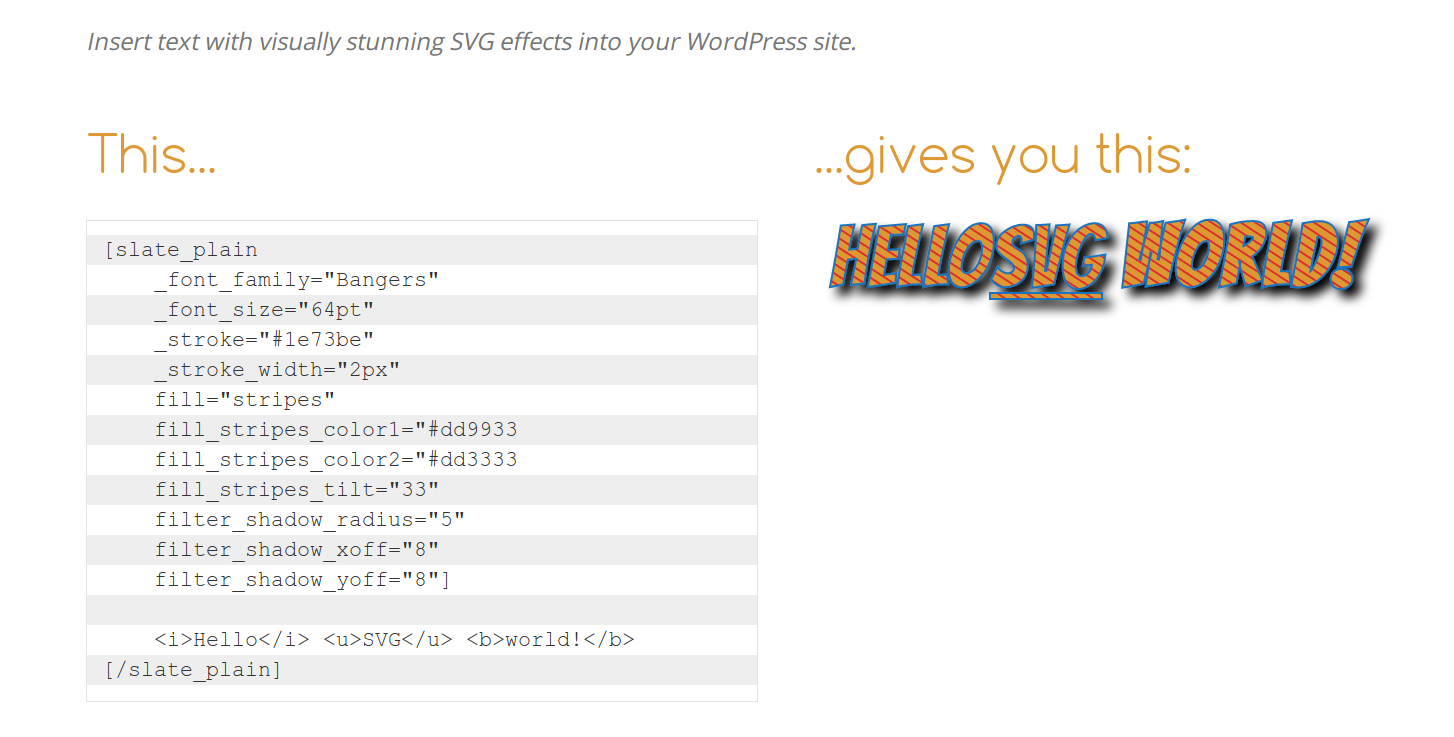 Insert text with visually stunning SVG effects into your WordPress site.
This...
[slate_plain
_font_family="Bangers"
_font_size="64pt"
_stroke="#1e73be"
_stroke_width="2px"
fill="stripes"
fill_stripes_color1="#dd9933
fill_stripes_color2="#dd3333
fill_stripes_tilt="33"
filter_shadow_radius="5"
filter_shadow_xoff="8"
filter_shadow_yoff="8"]
<i>Hello</i> <u>SVG</u> <b>world!</b>
[/slate_plain]
...gives you this:
HELLOSVG WORLD!